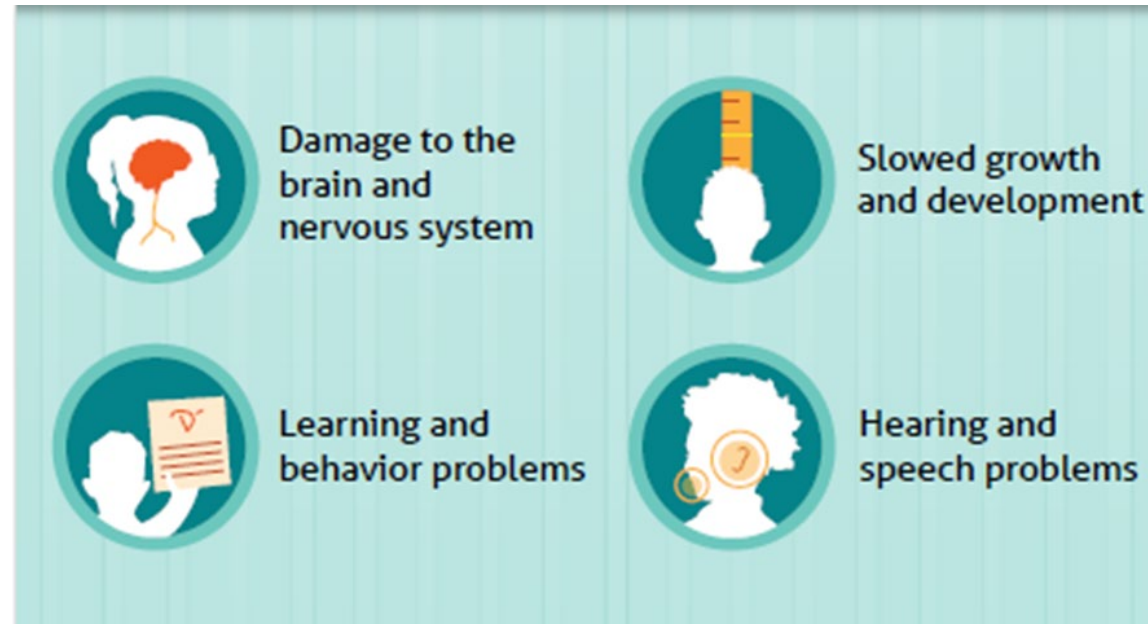 Damage to the
brain and
nervous system
Slowed growth
and development
D-
Learning and
behavior problems
Hearing and
speech problems